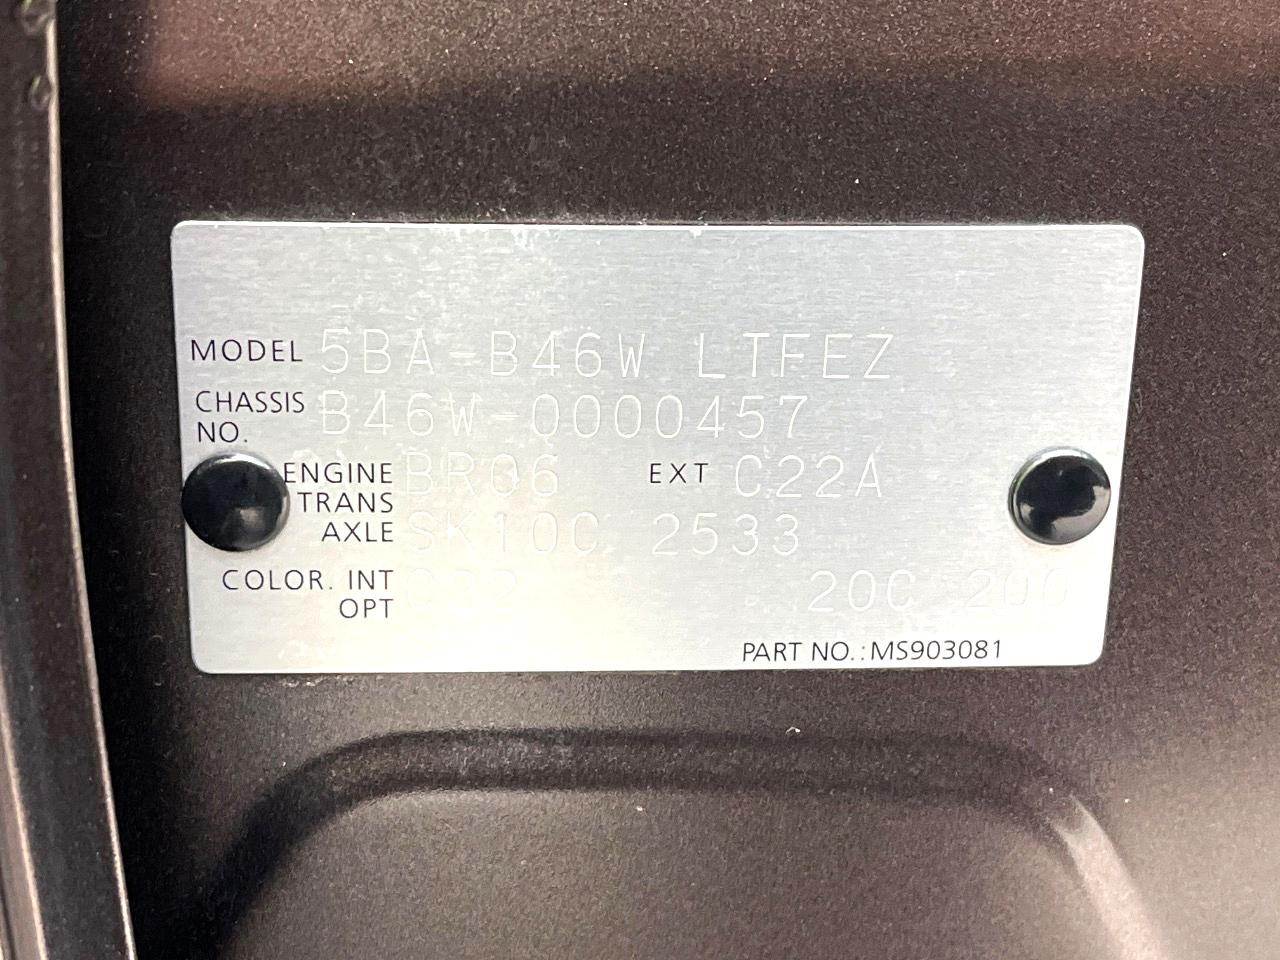 MODEL 5BA-B46W LTFEZ
CHASSIS NO. B46W-0000457
ENGINE BR06 EXT C22A
TRANS AXLE SK10C 2533
COLOR. INT OPT 20C 200
PART NO.: MS903081